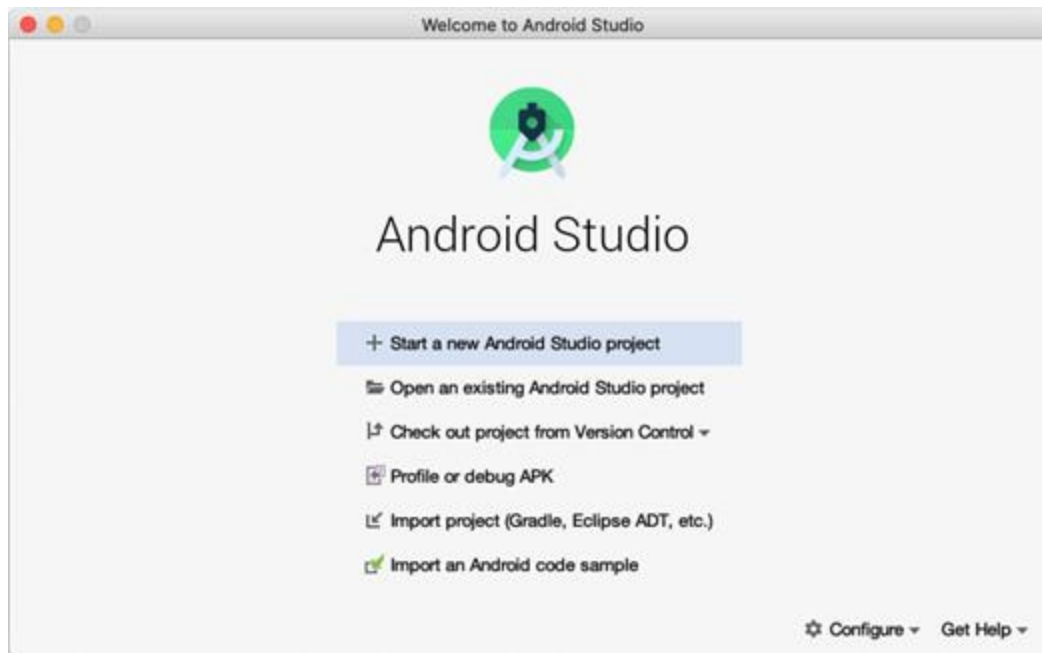 Welcome to Android Studio
Android Studio
Start a new Android Studio project
Open an existing Android Studio project
Check out project from Version Control
Profile or debug APK
Import project (Gradle, Eclipse ADT, etc.)
Import an Android code sample
Configure Get Help